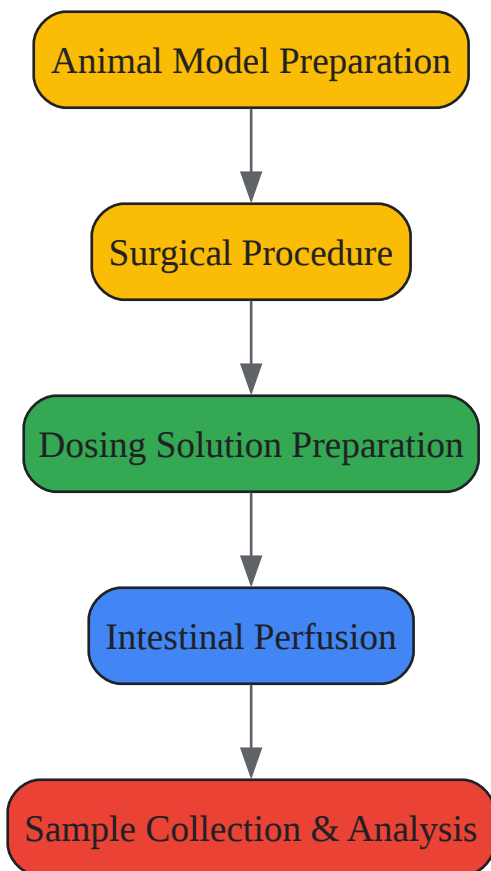 Animal Model Preparation
Surgical Procedure
Dosing Solution Preparation
Intestinal Perfusion
Sample Collection & Analysis